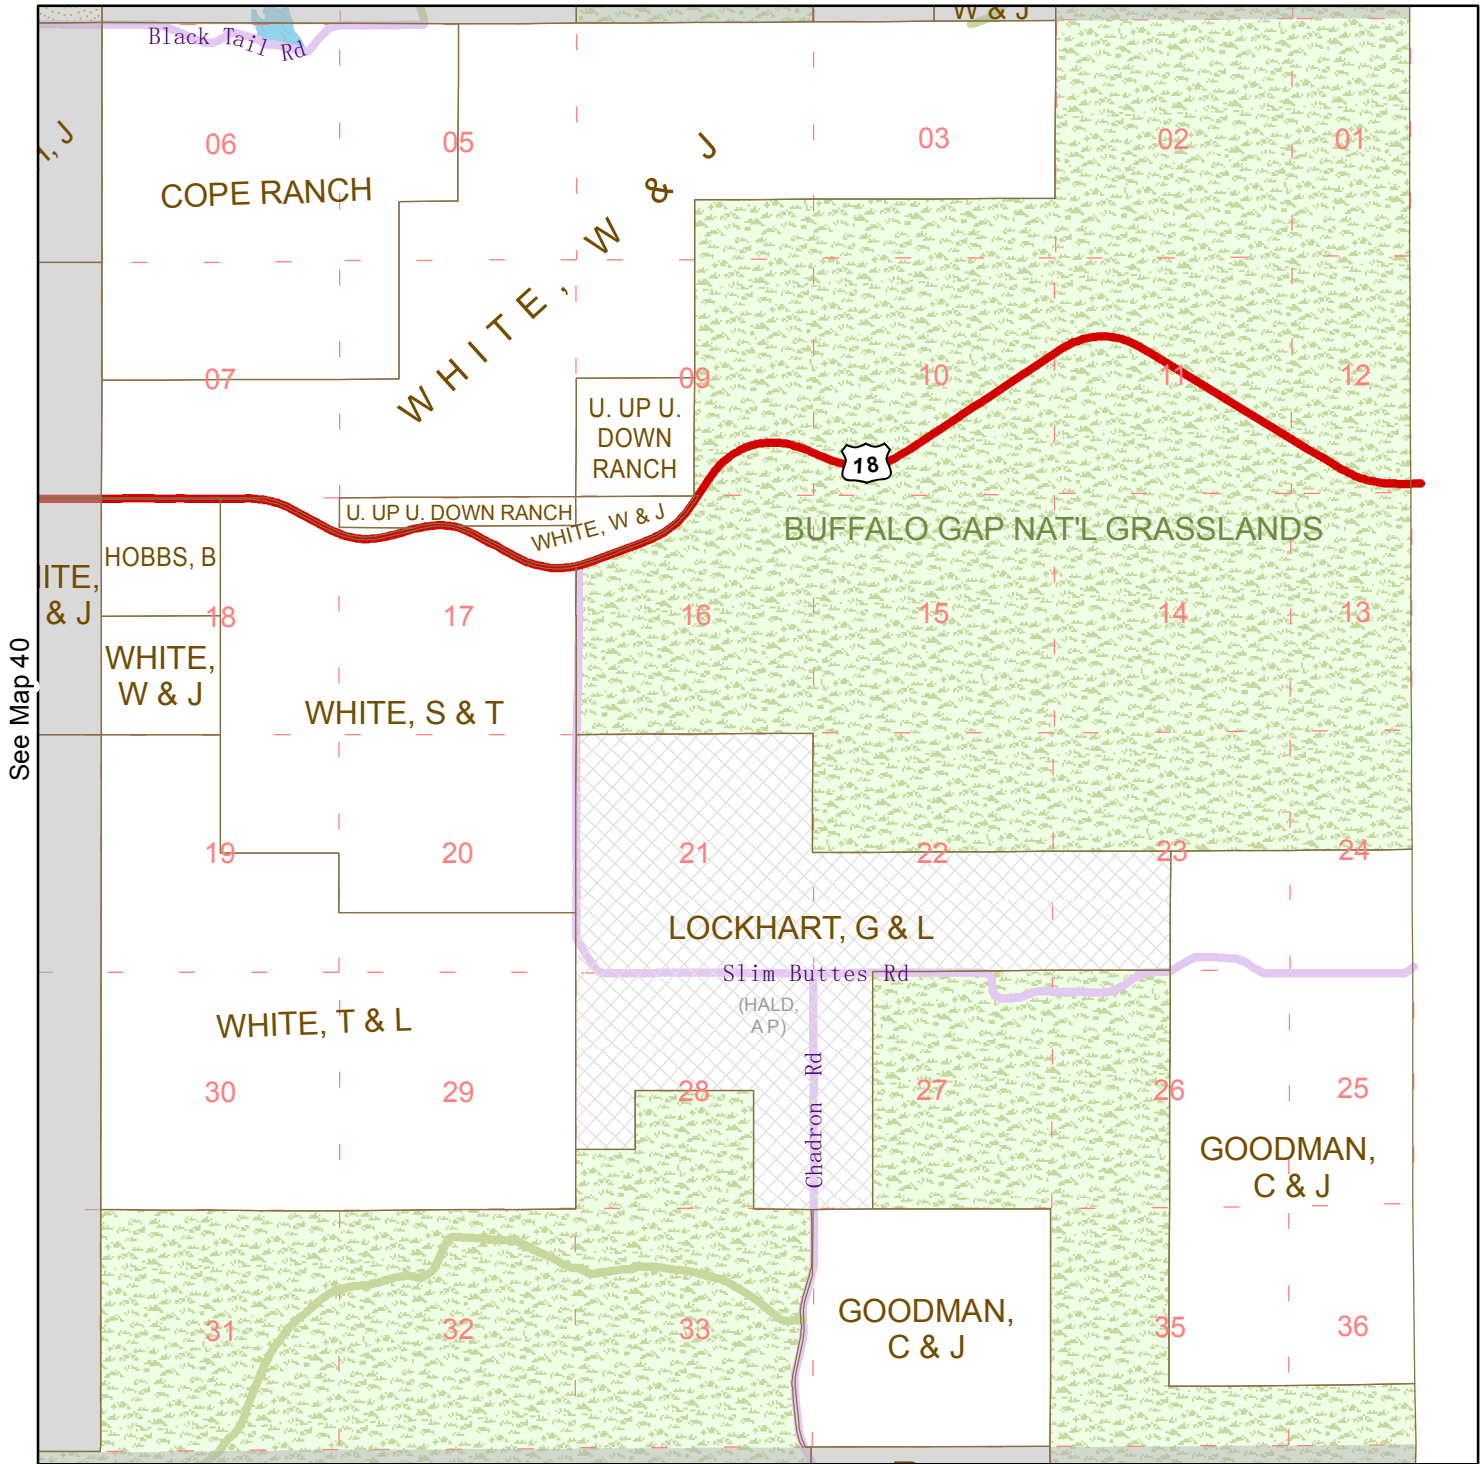 W & J
Black Tail Rd
, J
06
05
03
02
01
COPE RANCH
WHITE, W & J
07
09
10
11
12
U. UP U.
DOWN
RANCH
18
U. UP U. DOWN RANCH
WHITE, W & J
BUFFALO GAP NAT'L GRASSLANDS
HOBBS, B
ITE,
& J
18
17
16
15
14
13
See Map 40
WHITE,
W & J
WHITE, S & T
19
20
21
22
23
24
LOCKHART, G & L
Slim Buttes Rd
(HALD,
A P)
WHITE, T & L
Chadron Rd
30
29
28
27
26
25
GOODMAN,
C & J
31
32
33
GOODMAN,
C & J
35
36